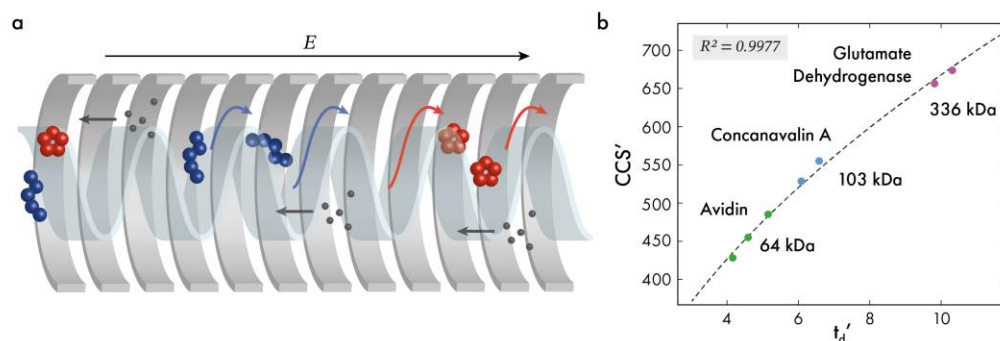 a
E
b
R² = 0.9977
Glutamate
Dehydrogenase
336 kDa
Concanavalin A
103 kDa
Avidin
64 kDa
CCS′
700
650
600
550
500
450
400
4 6 8 10
t_d′